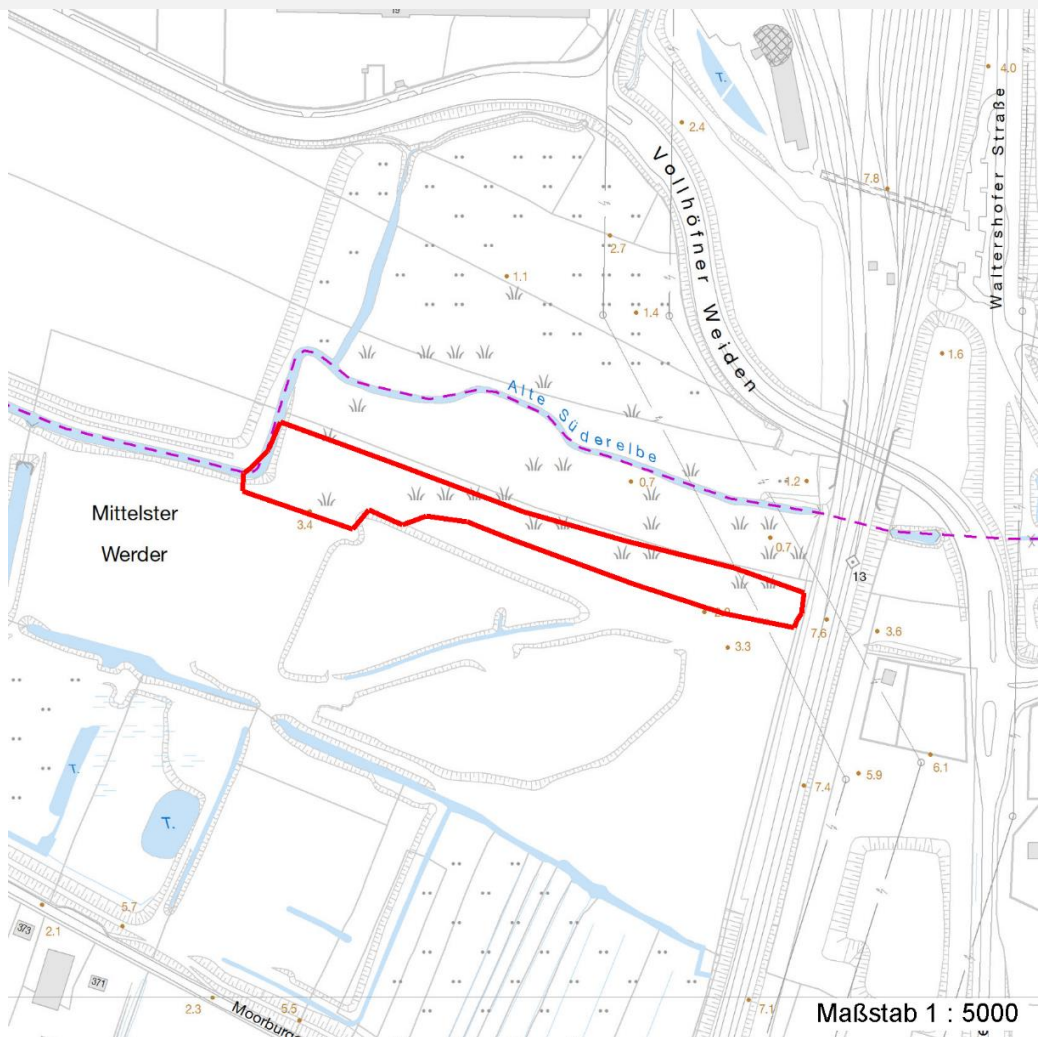 19
T.
4.0
2.4
Waltershofer Straße
Vollhöfner Weiden
7.8
2.7
1.1
1.4
1.6
Alte Süderelbe
0.7
1.2
3.4
Mittelster
Werder
0.7
13
7.6
3.6
3.3
T.
5.9
6.1
7.4
T.
5.7
2.1
373
371
2.3
5.5
7.1
Maßstab 1 : 5000